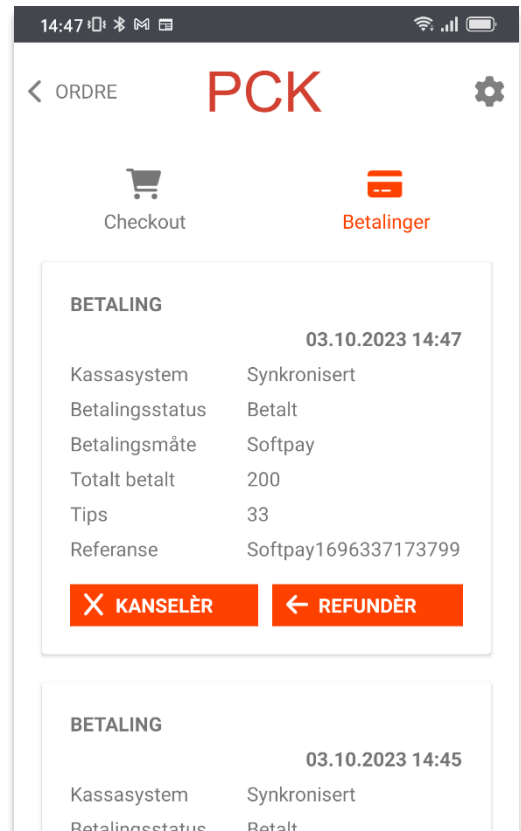 14:47
ORDRE
PCK
Checkout
Betalinger
BETALING
03.10.2023 14:47
Kassasystem Synkronisert
Betalingsstatus Betalt
Betalingsmåte Softpay
Totalt betalt 200
Tips 33
Referanse Softpay1696337173799
KANSELÈR
REFUNDÈR
BETALING
03.10.2023 14:45
Kassasystem Synkronisert
Betalingsstatus Betalt